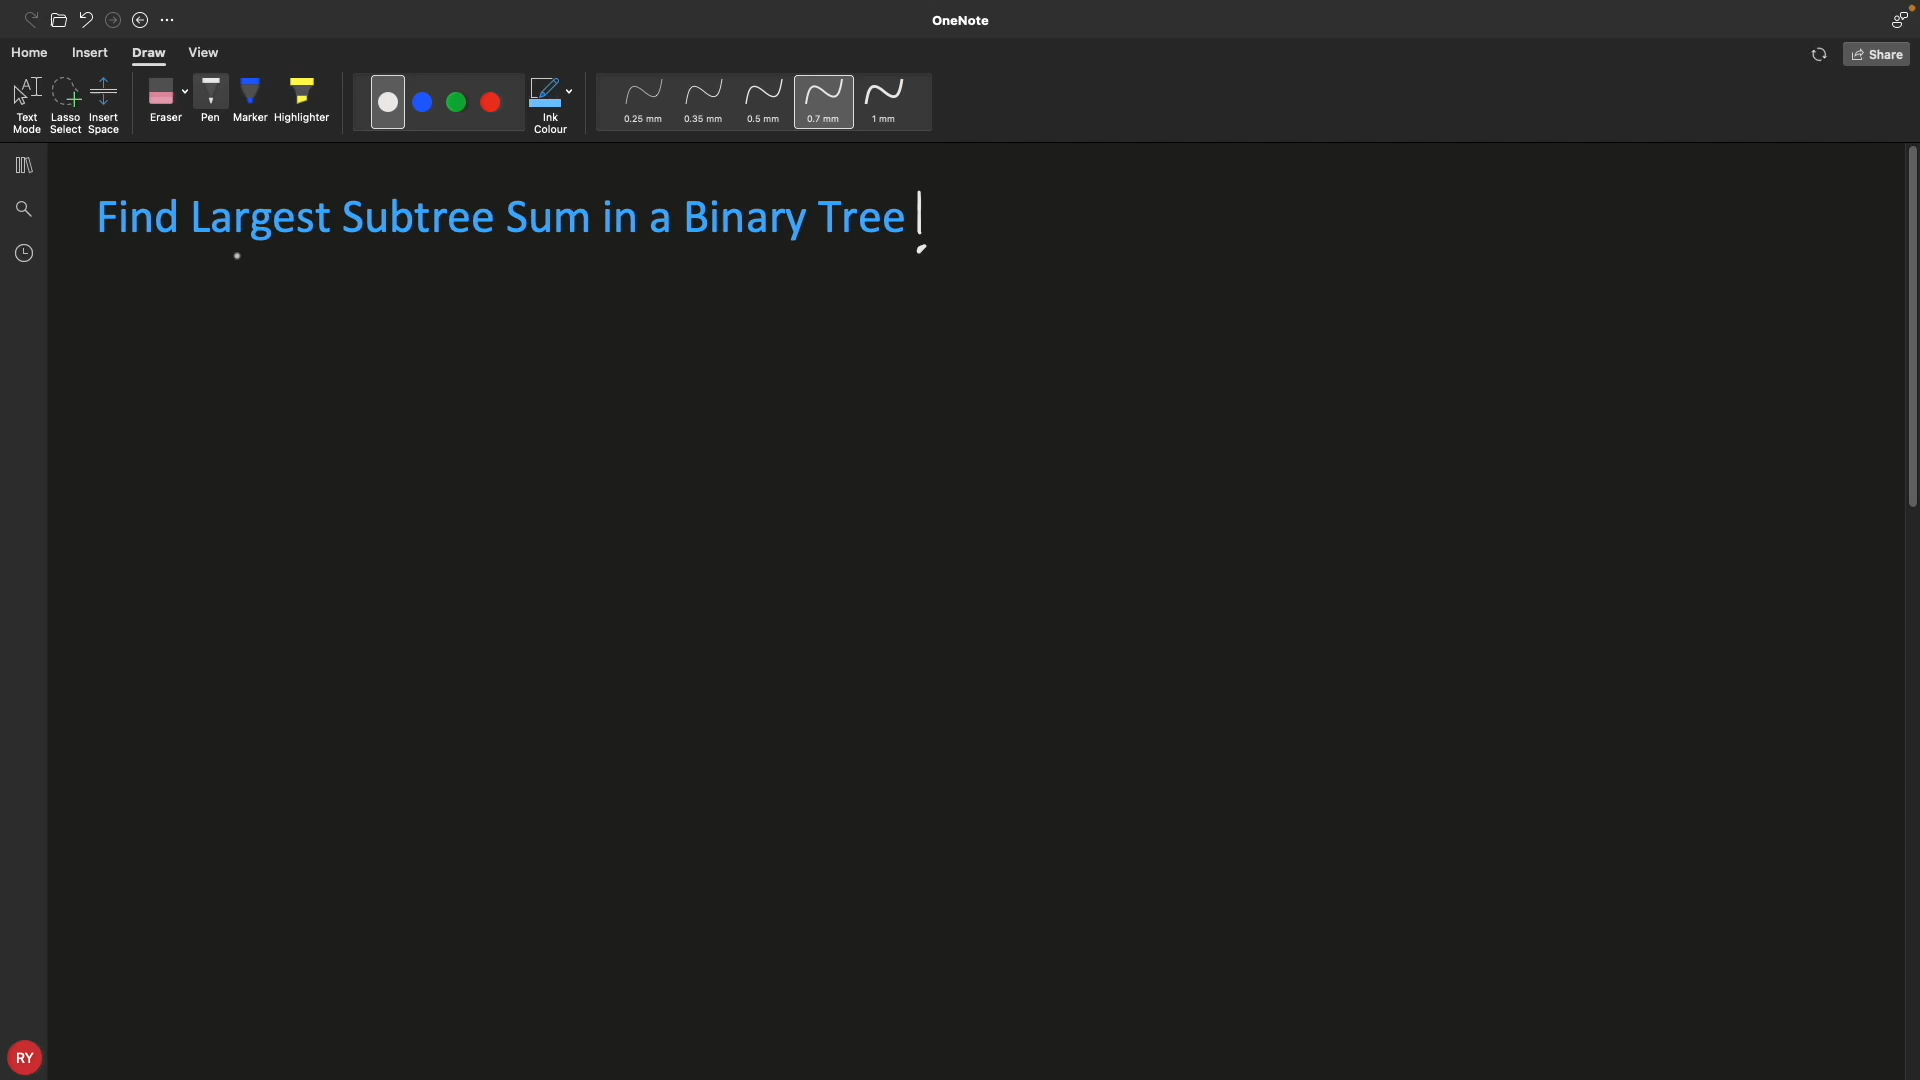 OneNote
Home Insert Draw View
Share
Text Mode Lasso Select Insert Space Eraser Pen Marker Highlighter Ink Colour 0.25 mm 0.35 mm 0.5 mm 0.7 mm 1 mm
Find Largest Subtree Sum in a Binary Tree !
RY